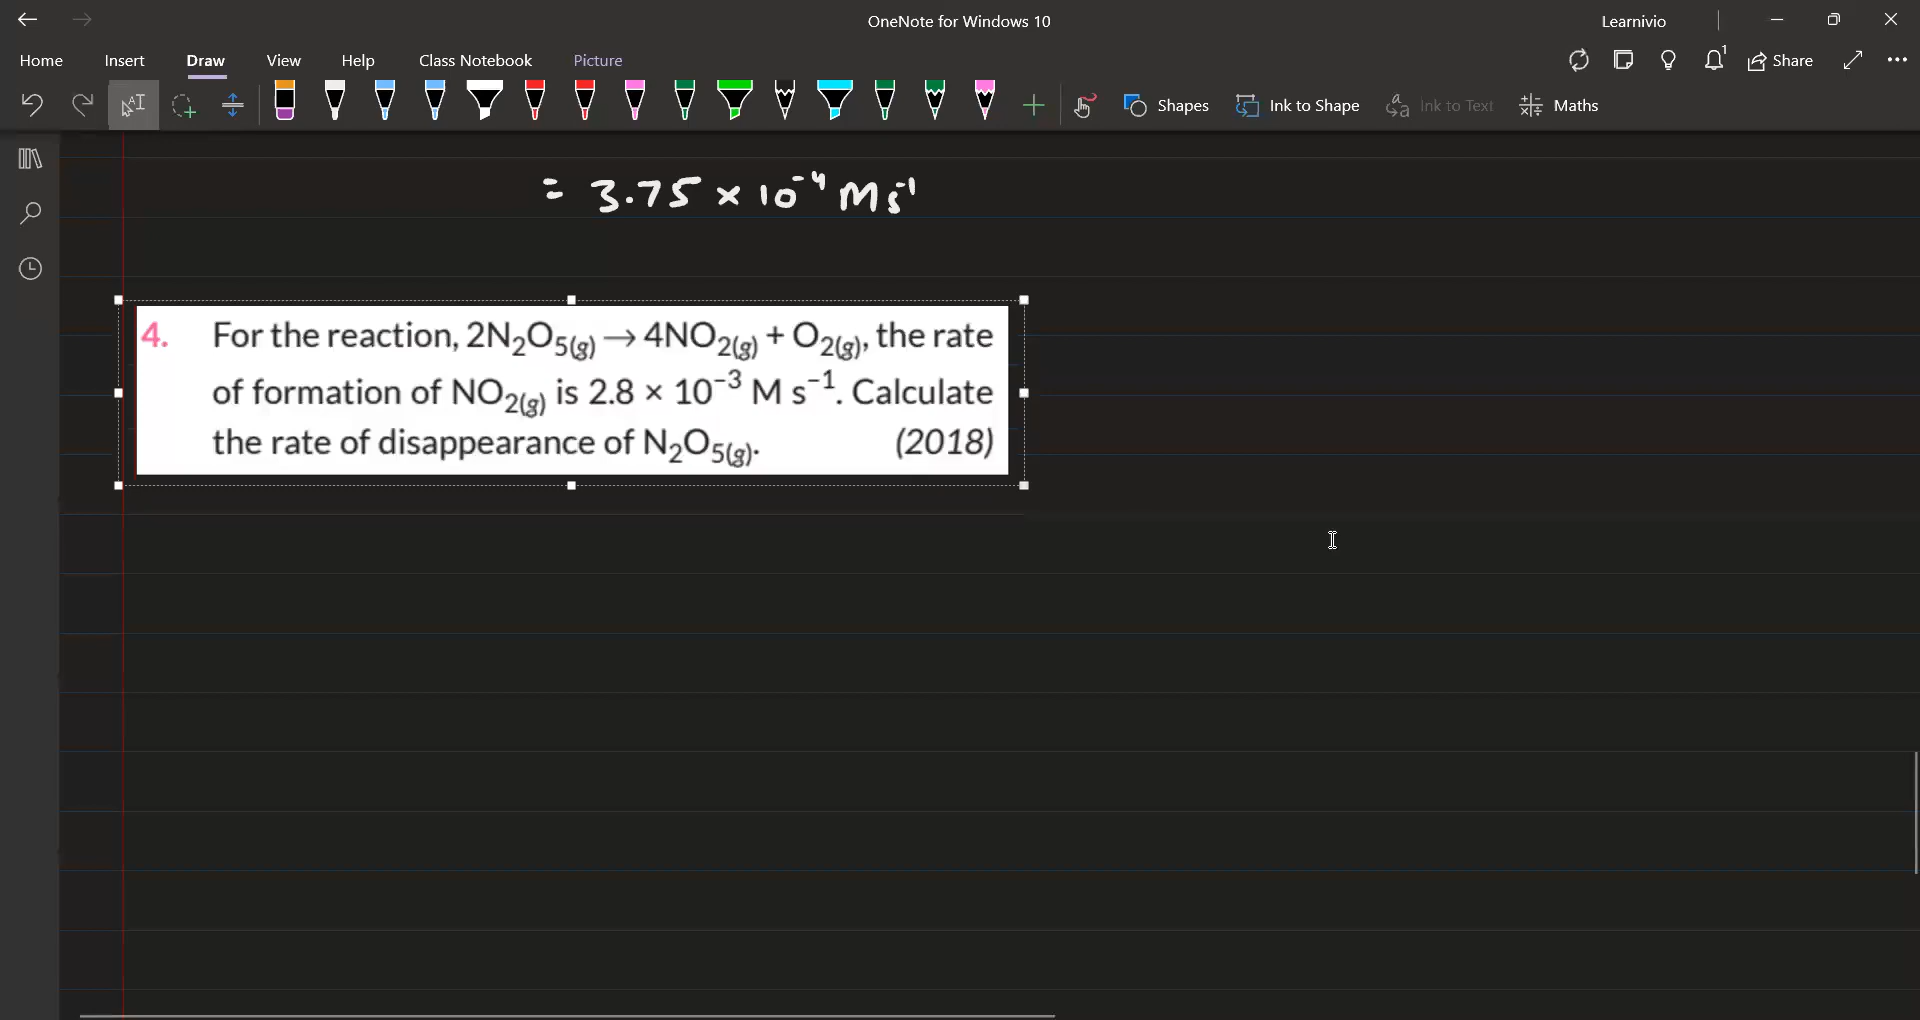 OneNote for Windows 10
Learnivio
Home Insert Draw View Help Class Notebook Picture
1
Share
Shapes Ink to Shape Ink to Text Maths
= 3.75 × 10⁻⁴ M s⁻¹
4. For the reaction, 2N₂O₅(g) → 4NO₂(g) + O₂(g), the rate
of formation of NO₂(g) is 2.8 × 10⁻³ M s⁻¹. Calculate
the rate of disappearance of N₂O₅(g). (2018)